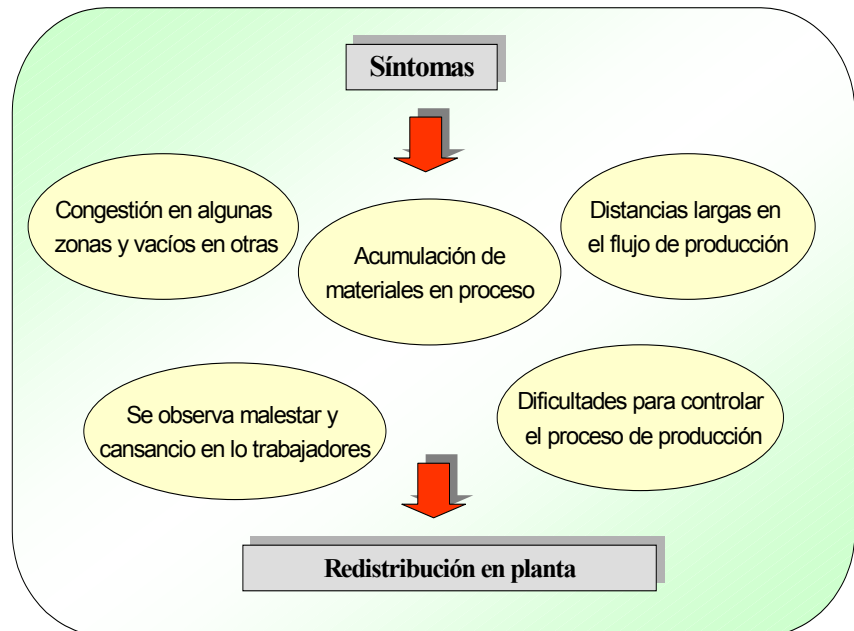 Síntomas
Congestión en algunas
zonas y vacíos en otras
Acumulación de
materiales en proceso
Distancias largas en
el flujo de producción
Se observa malestar y
cansancio en lo trabajadores
Dificultades para controlar
el proceso de producción
Redistribución en planta